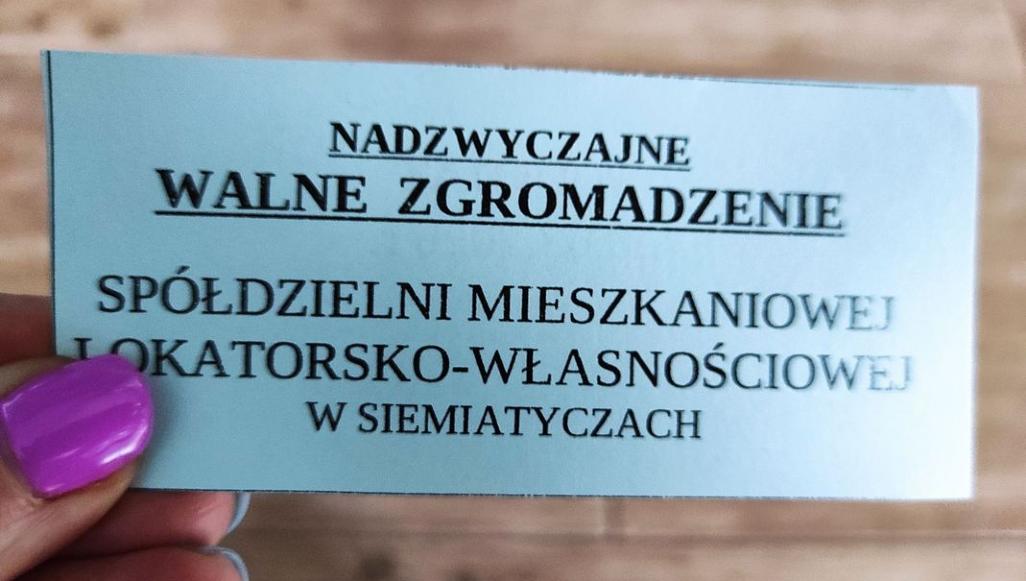 NADZWYCZAJNE
WALNE ZGROMADZENIE
SPÓŁDZIELNI MIESZKANIOWEJ
LOKATORSKO-WŁASNOŚCIOWEJ
W SIEMIATYCZACH